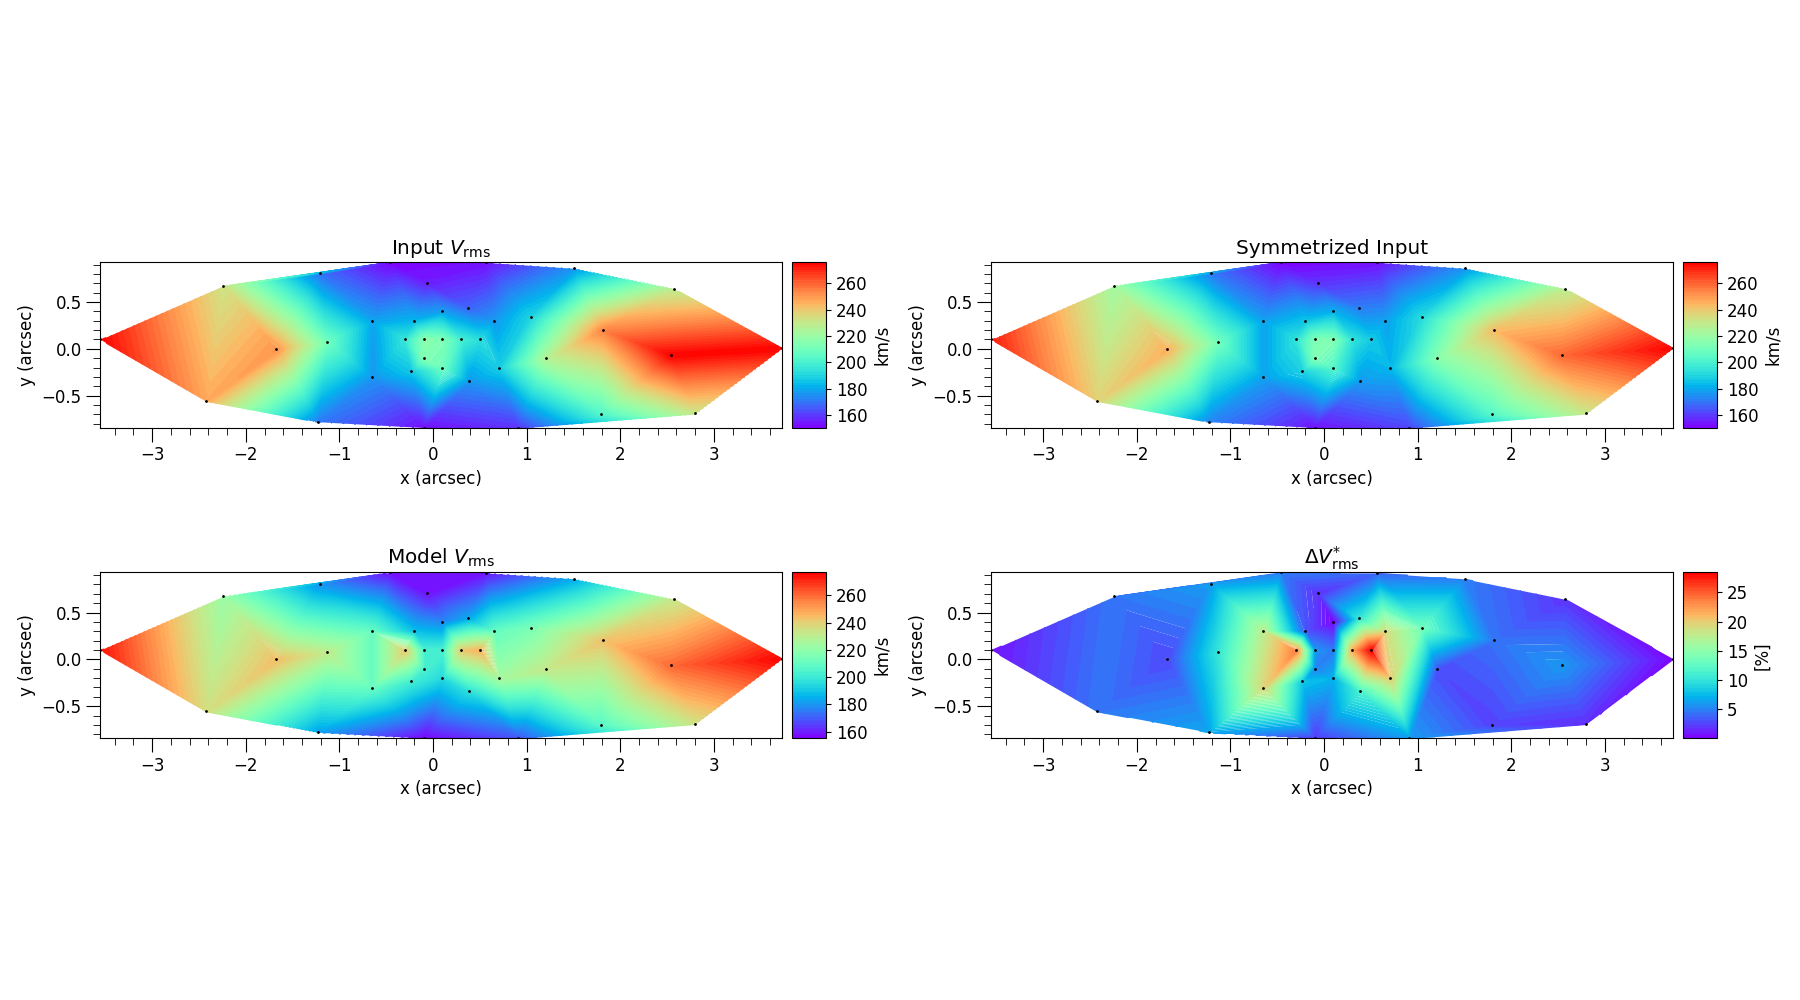 Input V_rms
Symmetrized Input
y (arcsec)
0.5
0.0
−0.5
−3 −2 −1 0 1 2 3
x (arcsec)
260
240
220
200
180
160
km/s
y (arcsec)
0.5
0.0
−0.5
−3 −2 −1 0 1 2 3
x (arcsec)
260
240
220
200
180
160
km/s
Model V_rms
ΔV*_rms
y (arcsec)
0.5
0.0
−0.5
−3 −2 −1 0 1 2 3
x (arcsec)
260
240
220
200
180
160
km/s
y (arcsec)
0.5
0.0
−0.5
−3 −2 −1 0 1 2 3
x (arcsec)
25
20
15
10
5
[%]